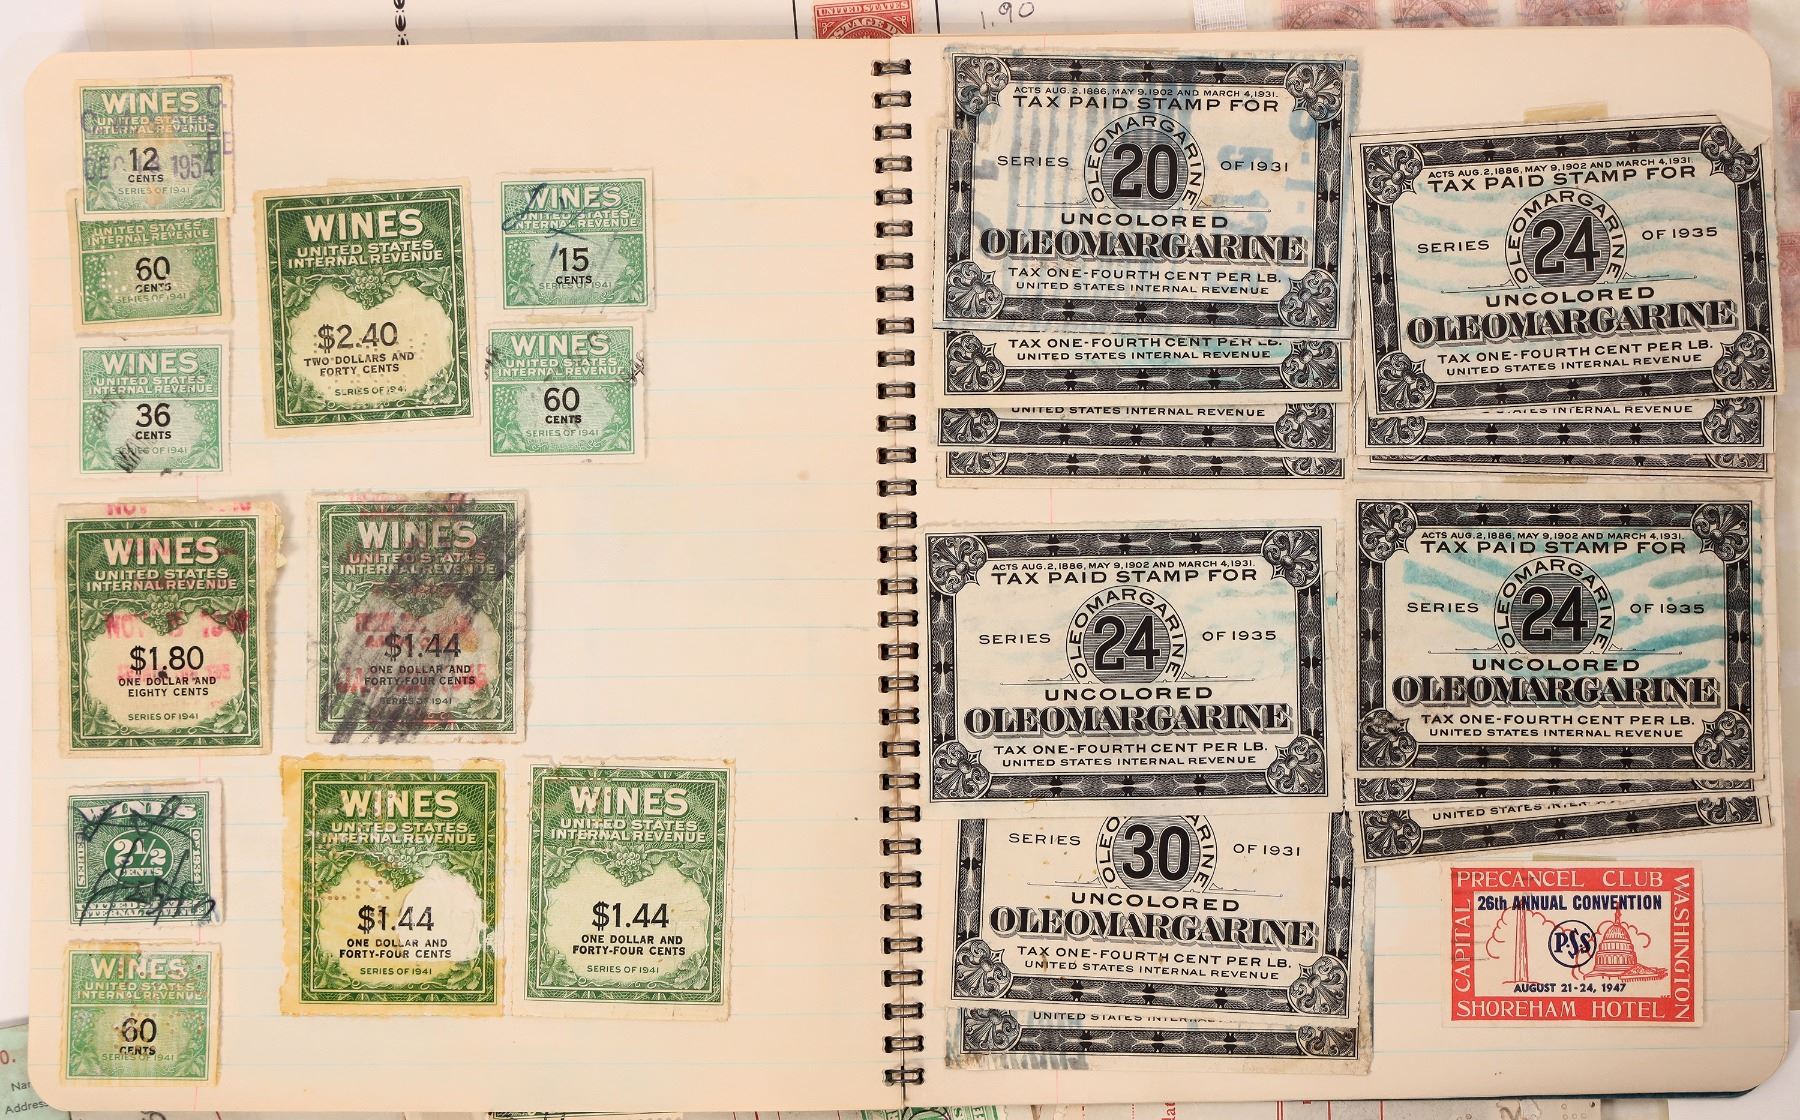 UNITED STATES
1.90
WINES
UNITED STATES
INTERNAL REVENUE
12
CENTS
SERIES OF 1941
DEC 1954
UNITED STATES
INTERNAL REVENUE
60
CENTS
SERIES OF 1941
WINES
UNITED STATES
INTERNAL REVENUE
36
CENTS
SERIES OF 1941
WINES
UNITED STATES
INTERNAL REVENUE
$2.40
TWO DOLLARS AND
FORTY CENTS
SERIES OF 194
WINES
UNITED STATES
INTERNAL REVENUE
15
CENTS
SERIES OF 1941
WINES
UNITED STATES
INTERNAL REVENUE
60
CENTS
SERIES OF 1941
NOV
WINES
UNITED STATES
INTERNAL REVENUE
NOV
$1.80
ONE DOLLAR AND
EIGHTY CENTS
SERIES OF 1941
WINES
UNITED STATES
INTERNAL REVENUE
$1.44
ONE DOLLAR AND
FORTY-FOUR CENTS
SERIES OF 1941
WINES
2½
CENTS
WINES
UNITED STATES
INTERNAL REVENUE
$1.44
ONE DOLLAR AND
FORTY-FOUR CENTS
SERIES OF 1941
WINES
UNITED STATES
INTERNAL REVENUE
$1.44
ONE DOLLAR AND
FORTY-FOUR CENTS
SERIES OF 1941
WINES
UNITED STATES
INTERNAL REVENUE
60
CENTS
SERIES OF 1941
ACTS AUG. 2, 1886, MAY 9, 1902 AND MARCH 4, 1931.
TAX PAID STAMP FOR
OLEOMARGARINE
SERIES 20 OF 1931
UNCOLORED
OLEOMARGARINE
TAX ONE-FOURTH CENT PER LB.
UNITED STATES INTERNAL REVENUE
TAX ONE-FOURTH CENT PER LB.
UNITED STATES INTERNAL REVENUE
UNITED STATES INTERNAL REVENUE
ACTS AUG. 2, 1886, MAY 9, 1902 AND MARCH 4, 1931.
TAX PAID STAMP FOR
OLEOMARGARINE
SERIES 24 OF 1935
UNCOLORED
OLEOMARGARINE
TAX ONE-FOURTH CENT PER LB.
UNITED STATES INTERNAL REVENUE
STATES INTERNAL REVENUE
ACTS AUG. 2, 1886, MAY 9, 1902 AND MARCH 4, 1931.
TAX PAID STAMP FOR
OLEOMARGARINE
SERIES 24 OF 1935
UNCOLORED
OLEOMARGARINE
TAX ONE-FOURTH CENT PER LB.
UNITED STATES INTERNAL REVENUE
ACTS AUG. 2, 1886, MAY 9, 1902 AND MARCH 4, 1931.
TAX PAID STAMP FOR
OLEOMARGARINE
SERIES 24 OF 1935
UNCOLORED
OLEOMARGARINE
TAX ONE-FOURTH CENT PER LB.
UNITED STATES INTERNAL REVENUE
UNITED STATES
SERIES 30 OF 1931
UNCOLORED
OLEOMARGARINE
TAX ONE-FOURTH CENT PER LB.
UNITED STATES INTERNAL REVENUE
UNITED STATES
PRECANCEL CLUB
CAPITAL
WASHINGTON
26th ANNUAL CONVENTION
PSS
AUGUST 21-24, 1947
SHOREHAM HOTEL
Address